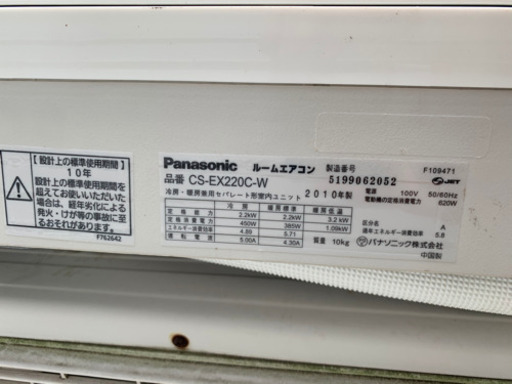 【設計上の標準使用期間】
10年
設計上の標準使用期間を
超えてお使いいただいた
場合は、経年劣化による
発火・けが等の事故に至
るおそれがあります。
F762642
Panasonic ルームエアコン 製造番号 F109471
品番 CS-EX220C-W 5199062052 JET
冷房・暖房兼用セパレート形室内ユニット 2010年製
電源 100V 50/60Hz
電動機の定格消費電力 620W
冷房 暖房標準 暖房低温
定格能力 2.2kW 2.2kW 3.2kW
定格消費電力 450W 385W 1.09kW
エネルギー消費効率 4.89 5.71
運転電流 5.00A 4.30A
質量 10kg
区分名 A
通年エネルギー消費効率 5.8
パナソニック株式会社
中国製